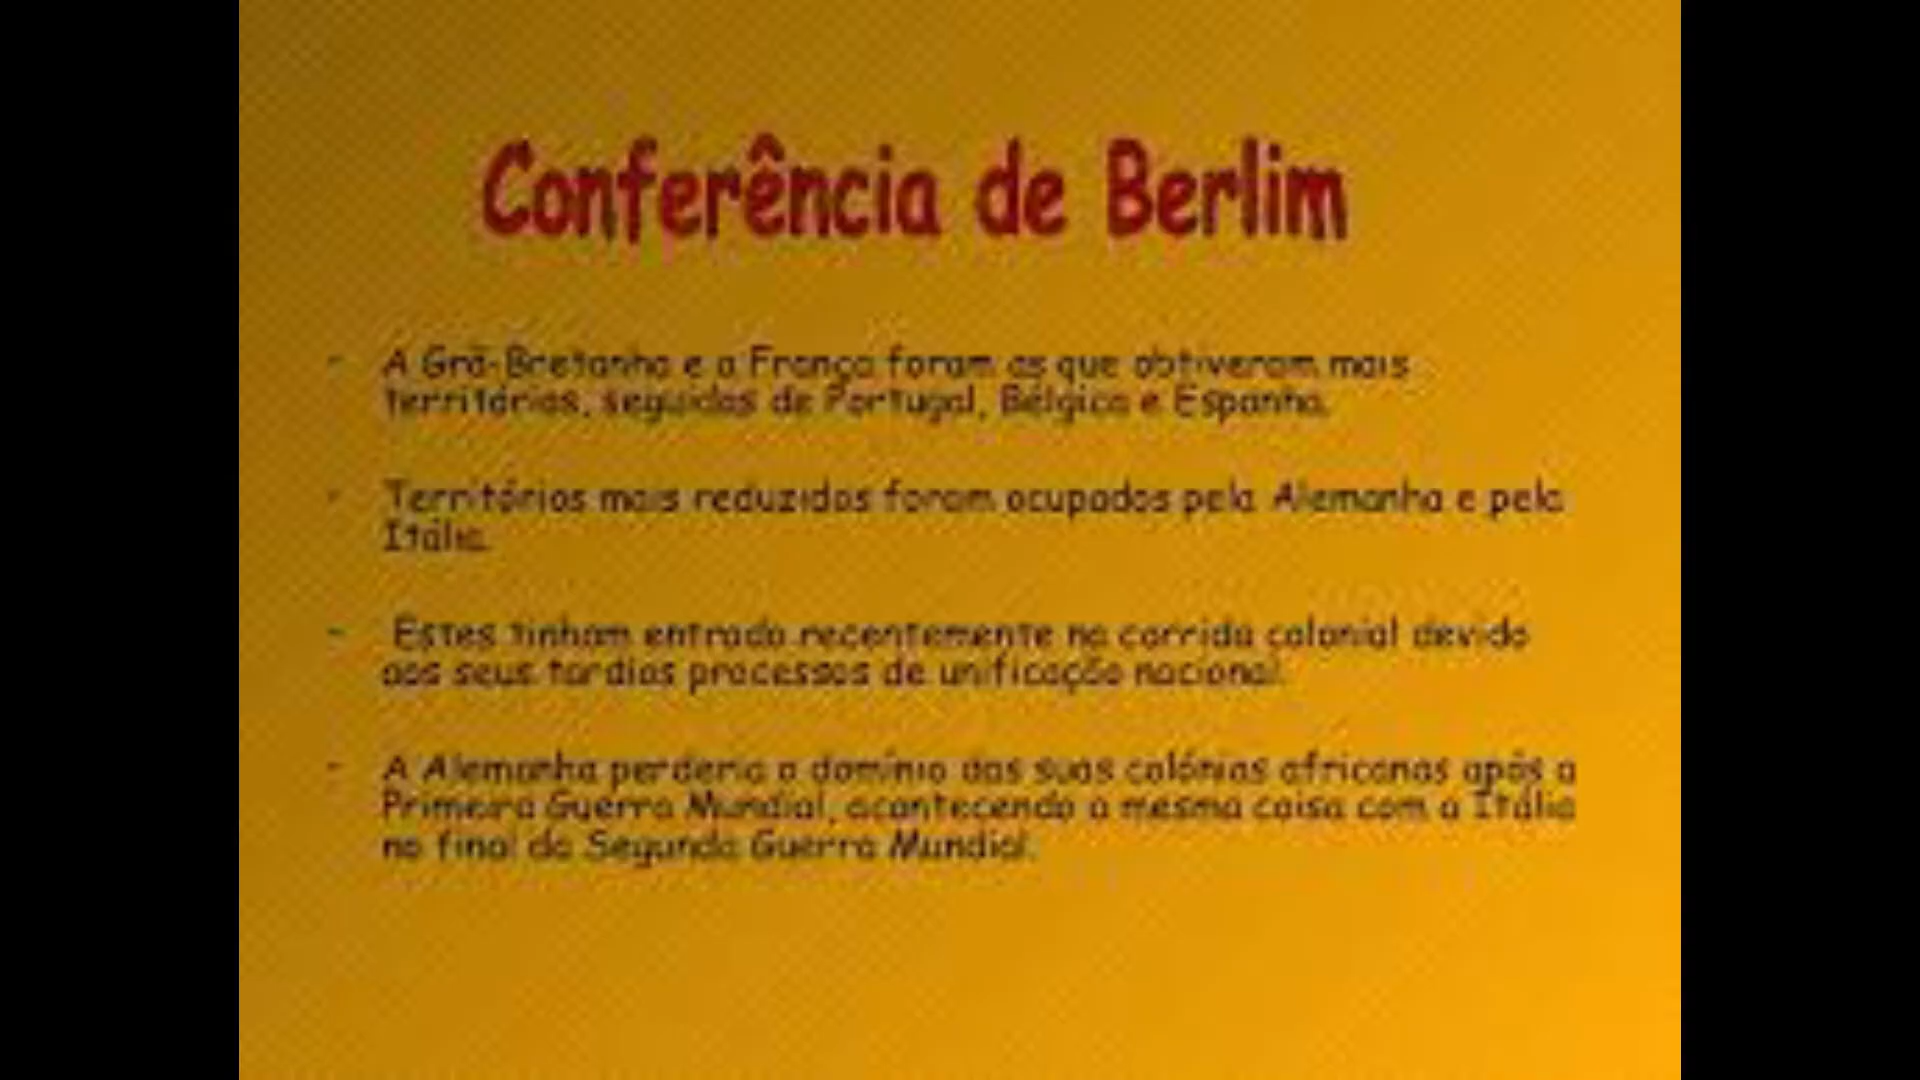 Conferência de Berlim
- A Grã-Bretanha e a França foram as que obtiveram mais
territórios, seguidas de Portugal, Bélgica e Espanha.
- Territórios mais reduzidos foram ocupados pela Alemanha e pela
Itália.
- Estes tinham entrado recentemente na corrida colonial devido
aos seus tardios processos de unificação nacional.
- A Alemanha perderia o domínio das suas colónias africanas após a
Primeira Guerra Mundial, acontecendo a mesma coisa com a Itália
no final da Segunda Guerra Mundial.